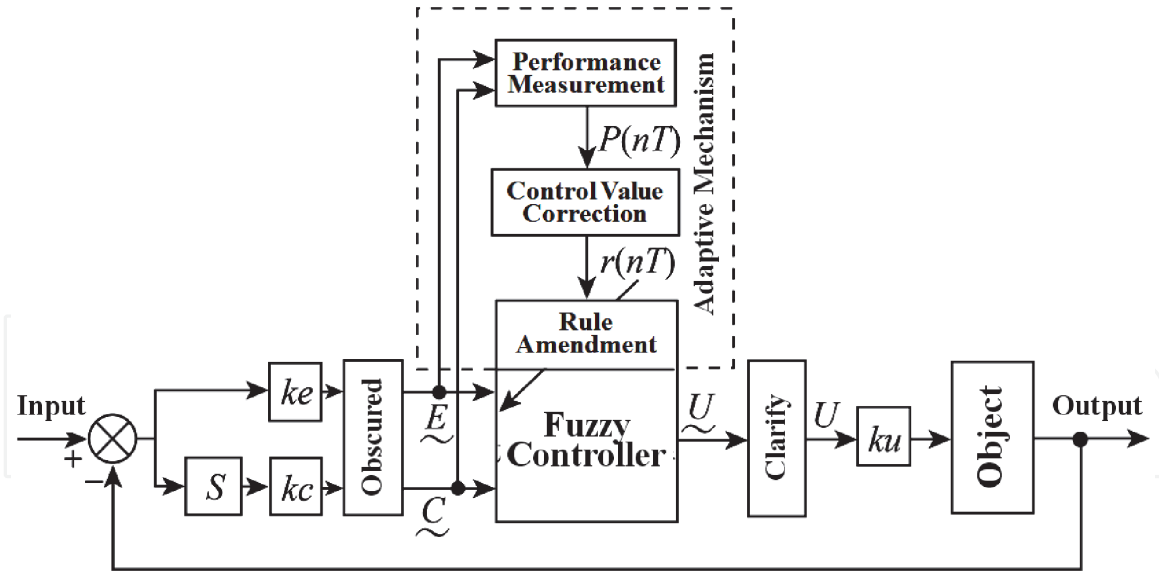 Performance
Measurement
P(nT)
Control Value
Correction
r(nT)
Adaptive Mechanism
Rule
Amendment
Input
+
−
ke
S
kc
Obscured
E
C
Fuzzy
Controller
U
Clarify
U
ku
Object
Output